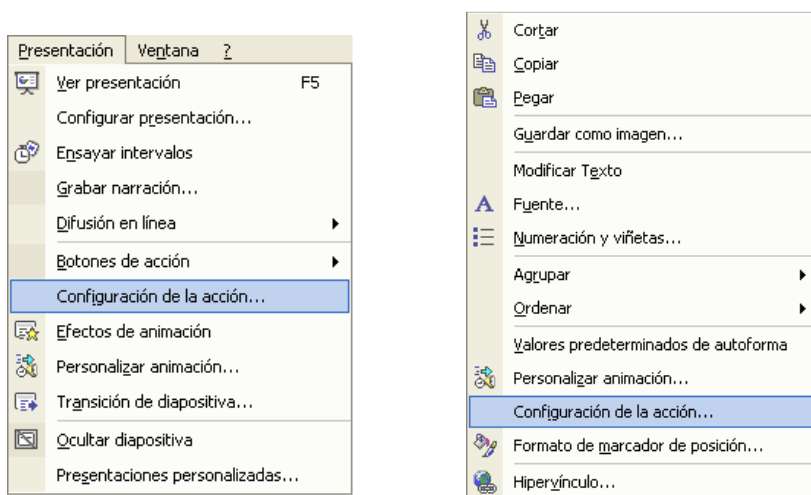 Presentación Ventana ?
Ver presentación F5
Configurar presentación...
Ensayar intervalos
Grabar narración...
Difusión en línea
Botones de acción
Configuración de la acción...
Efectos de animación
Personalizar animación...
Transición de diapositiva...
Ocultar diapositiva
Presentaciones personalizadas...
Cortar
Copiar
Pegar
Guardar como imagen...
Modificar Texto
Fuente...
Numeración y viñetas...
Agrupar
Ordenar
Valores predeterminados de autoforma
Personalizar animación...
Configuración de la acción...
Formato de marcador de posición...
Hipervínculo...